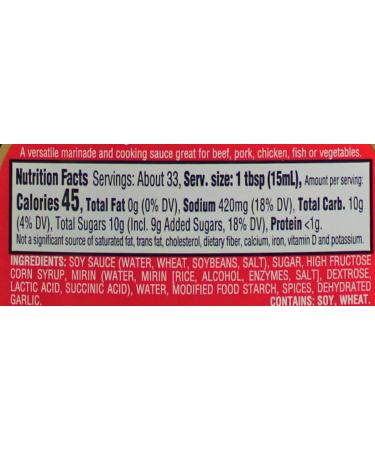 A versatile marinade and cooking sauce great for beef, pork, chicken, fish or vegetables.
Nutrition Facts Servings: About 33, Serv. size: 1 tbsp (15mL), Amount per serving:
Calories 45, Total Fat 0g (0% DV), Sodium 420mg (18% DV), Total Carb. 10g
(4% DV), Total Sugars 10g (Incl. 9g Added Sugars, 18% DV), Protein <1g.
Not a significant source of saturated fat, trans fat, cholesterol, dietary fiber, calcium, iron, vitamin D and potassium.
INGREDIENTS: SOY SAUCE (WATER, WHEAT, SOYBEANS, SALT), SUGAR, HIGH FRUCTOSE
CORN SYRUP, MIRIN (WATER, MIRIN [RICE, ALCOHOL, ENZYMES, SALT], DEXTROSE,
LACTIC ACID, SUCCINIC ACID), WATER, MODIFIED FOOD STARCH, SPICES, DEHYDRATED
GARLIC. CONTAINS: SOY, WHEAT.